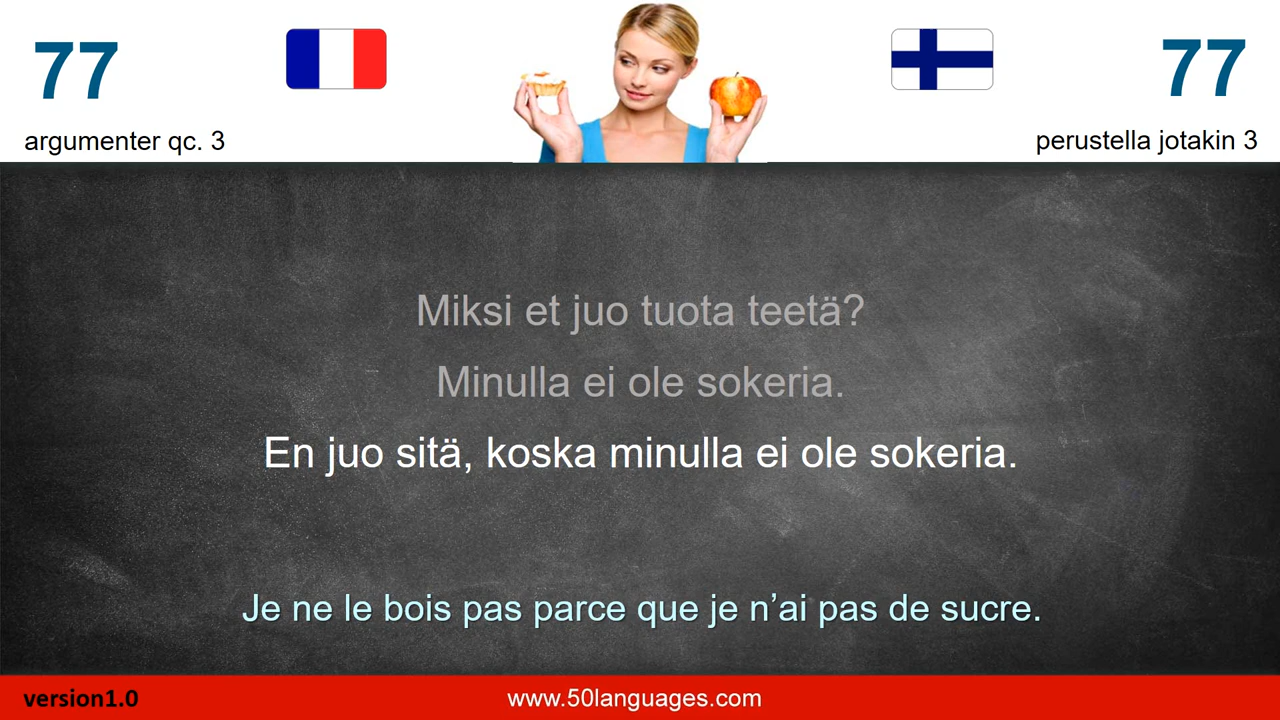 77
77
argumenter qc. 3
perustella jotakin 3
Miksi et juo tuota teetä?
Minulla ei ole sokeria.
En juo sitä, koska minulla ei ole sokeria.
Je ne le bois pas parce que je n’ai pas de sucre.
version1.0
www.50languages.com